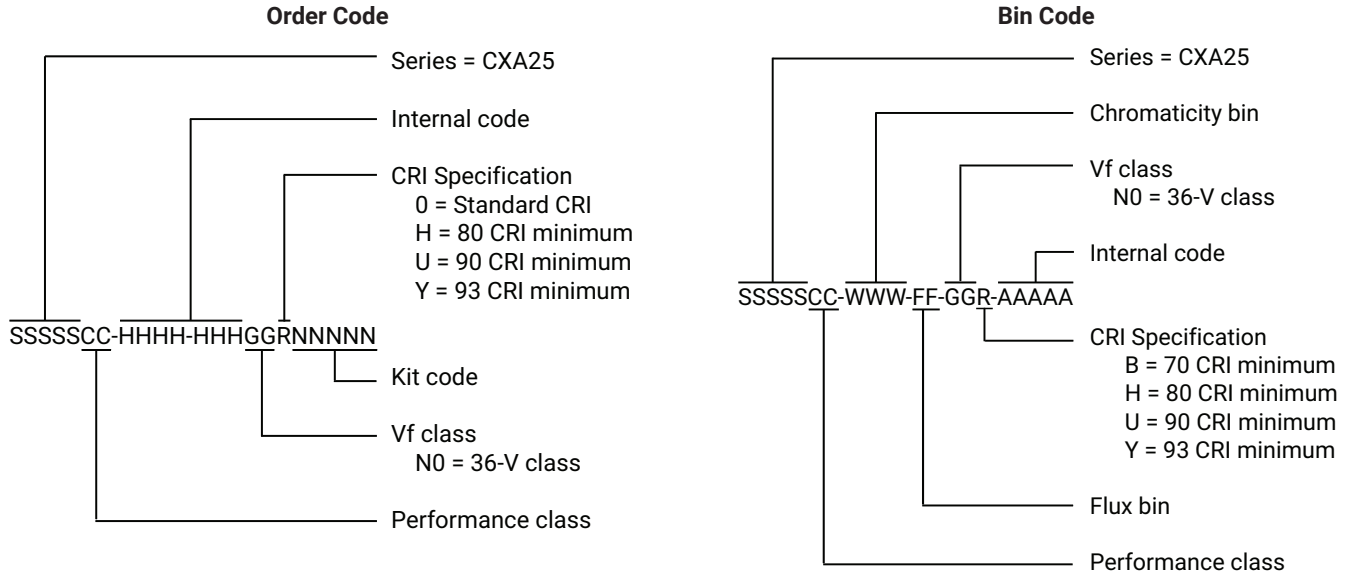 Order Code
Series = CXA25
Internal code
CRI Specification
0 = Standard CRI
H = 80 CRI minimum
U = 90 CRI minimum
Y = 93 CRI minimum
SSSSSCC-HHHH-HHHGGRNNNNN
Kit code
Vf class
N0 = 36-V class
Performance class
Bin Code
Series = CXA25
Chromaticity bin
Vf class
N0 = 36-V class
Internal code
SSSSSCC-WWW-FF-GGR-AAAAA
CRI Specification
B = 70 CRI minimum
H = 80 CRI minimum
U = 90 CRI minimum
Y = 93 CRI minimum
Flux bin
Performance class